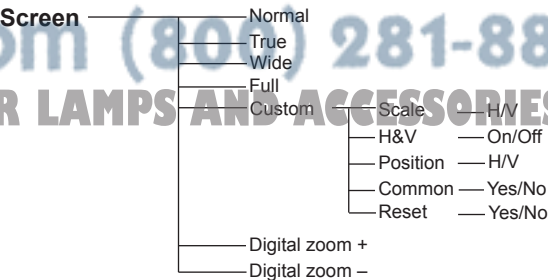 Screen Normal
om (800) 281-88
True
Wide
Full
R LAMPS AND ACCESSORIES
Custom Scale H/V
H&V On/Off
Position H/V
Common Yes/No
Reset Yes/No
Digital zoom +
Digital zoom –